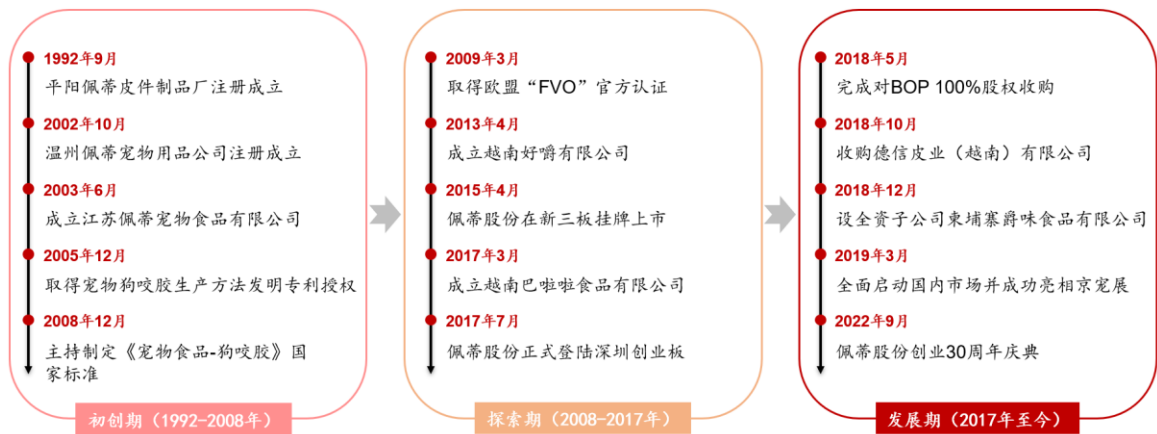 1992年9月
平阳佩蒂皮件制品厂注册成立
2002年10月
温州佩蒂宠物用品公司注册成立
2003年6月
成立江苏佩蒂宠物食品有限公司
2005年12月
取得宠物狗咬胶生产方法发明专利授权
2008年12月
主持制定《宠物食品-狗咬胶》国
家标准
初创期（1992-2008年）
2009年3月
取得欧盟“FVO”官方认证
2013年4月
成立越南好嚼有限公司
2015年4月
佩蒂股份在新三板挂牌上市
2017年3月
成立越南巴啦啦食品有限公司
2017年7月
佩蒂股份正式登陆深圳创业板
探索期（2008-2017年）
2018年5月
完成对BOP 100%股权收购
2018年10月
收购德信皮业（越南）有限公司
2018年12月
设全资子公司柬埔寨爵味食品有限公司
2019年3月
全面启动国内市场并成功亮相京宠展
2022年9月
佩蒂股份创业30周年庆典
发展期（2017年至今）